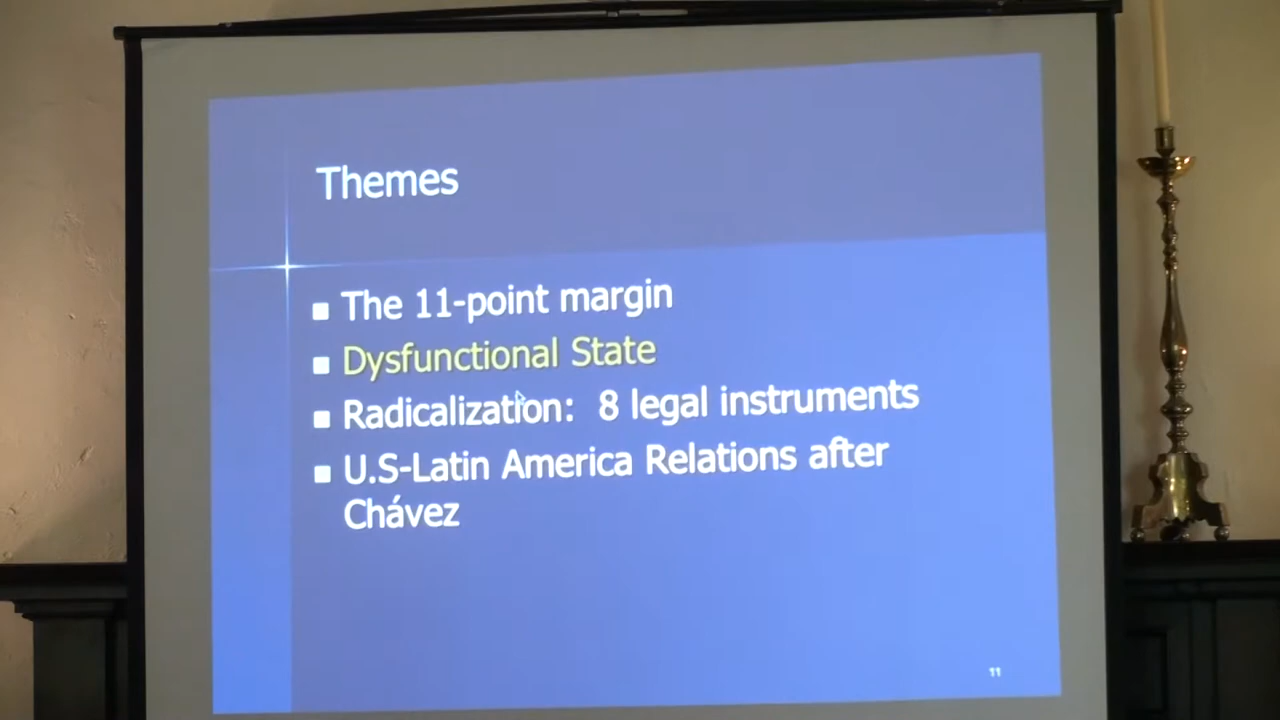 Themes
■ The 11-point margin
■ Dysfunctional State
■ Radicalization: 8 legal instruments
■ U.S-Latin America Relations after
Chávez
11